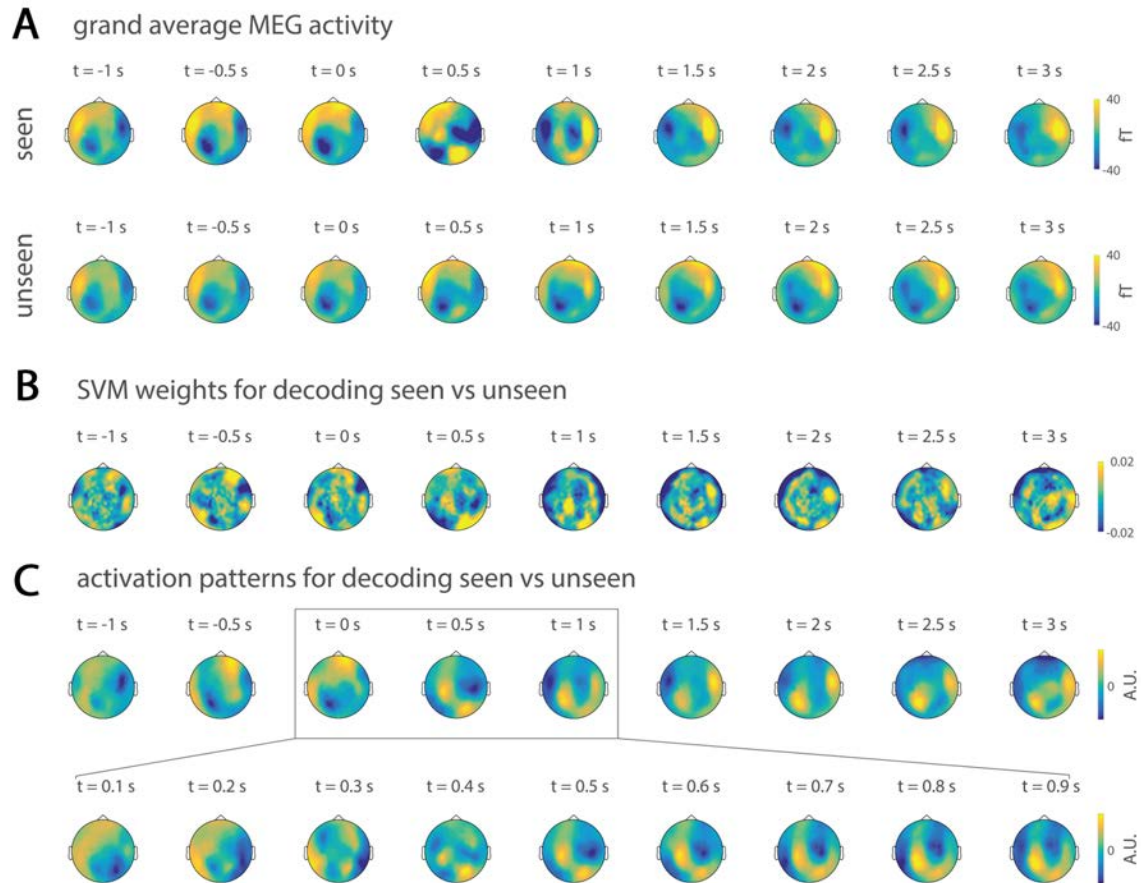 A grand average MEG activity
t = -1 s t = -0.5 s t = 0 s t = 0.5 s t = 1 s t = 1.5 s t = 2 s t = 2.5 s t = 3 s
seen
40
fT
-40
t = -1 s t = -0.5 s t = 0 s t = 0.5 s t = 1 s t = 1.5 s t = 2 s t = 2.5 s t = 3 s
unseen
40
fT
-40
B SVM weights for decoding seen vs unseen
t = -1 s t = -0.5 s t = 0 s t = 0.5 s t = 1 s t = 1.5 s t = 2 s t = 2.5 s t = 3 s
0.02
-0.02
C activation patterns for decoding seen vs unseen
t = -1 s t = -0.5 s t = 0 s t = 0.5 s t = 1 s t = 1.5 s t = 2 s t = 2.5 s t = 3 s
0
A.U.
t = 0.1 s t = 0.2 s t = 0.3 s t = 0.4 s t = 0.5 s t = 0.6 s t = 0.7 s t = 0.8 s t = 0.9 s
0
A.U.